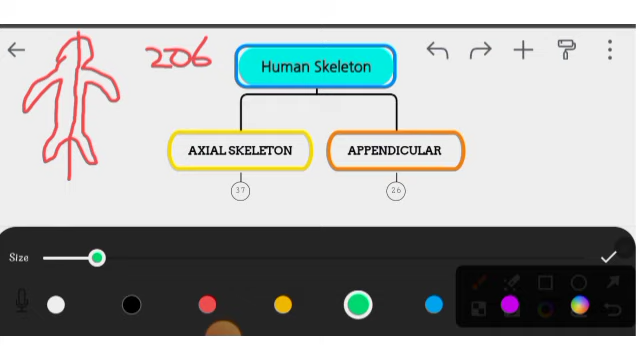 206
Human Skeleton
AXIAL SKELETON
APPENDICULAR
37
26
Size